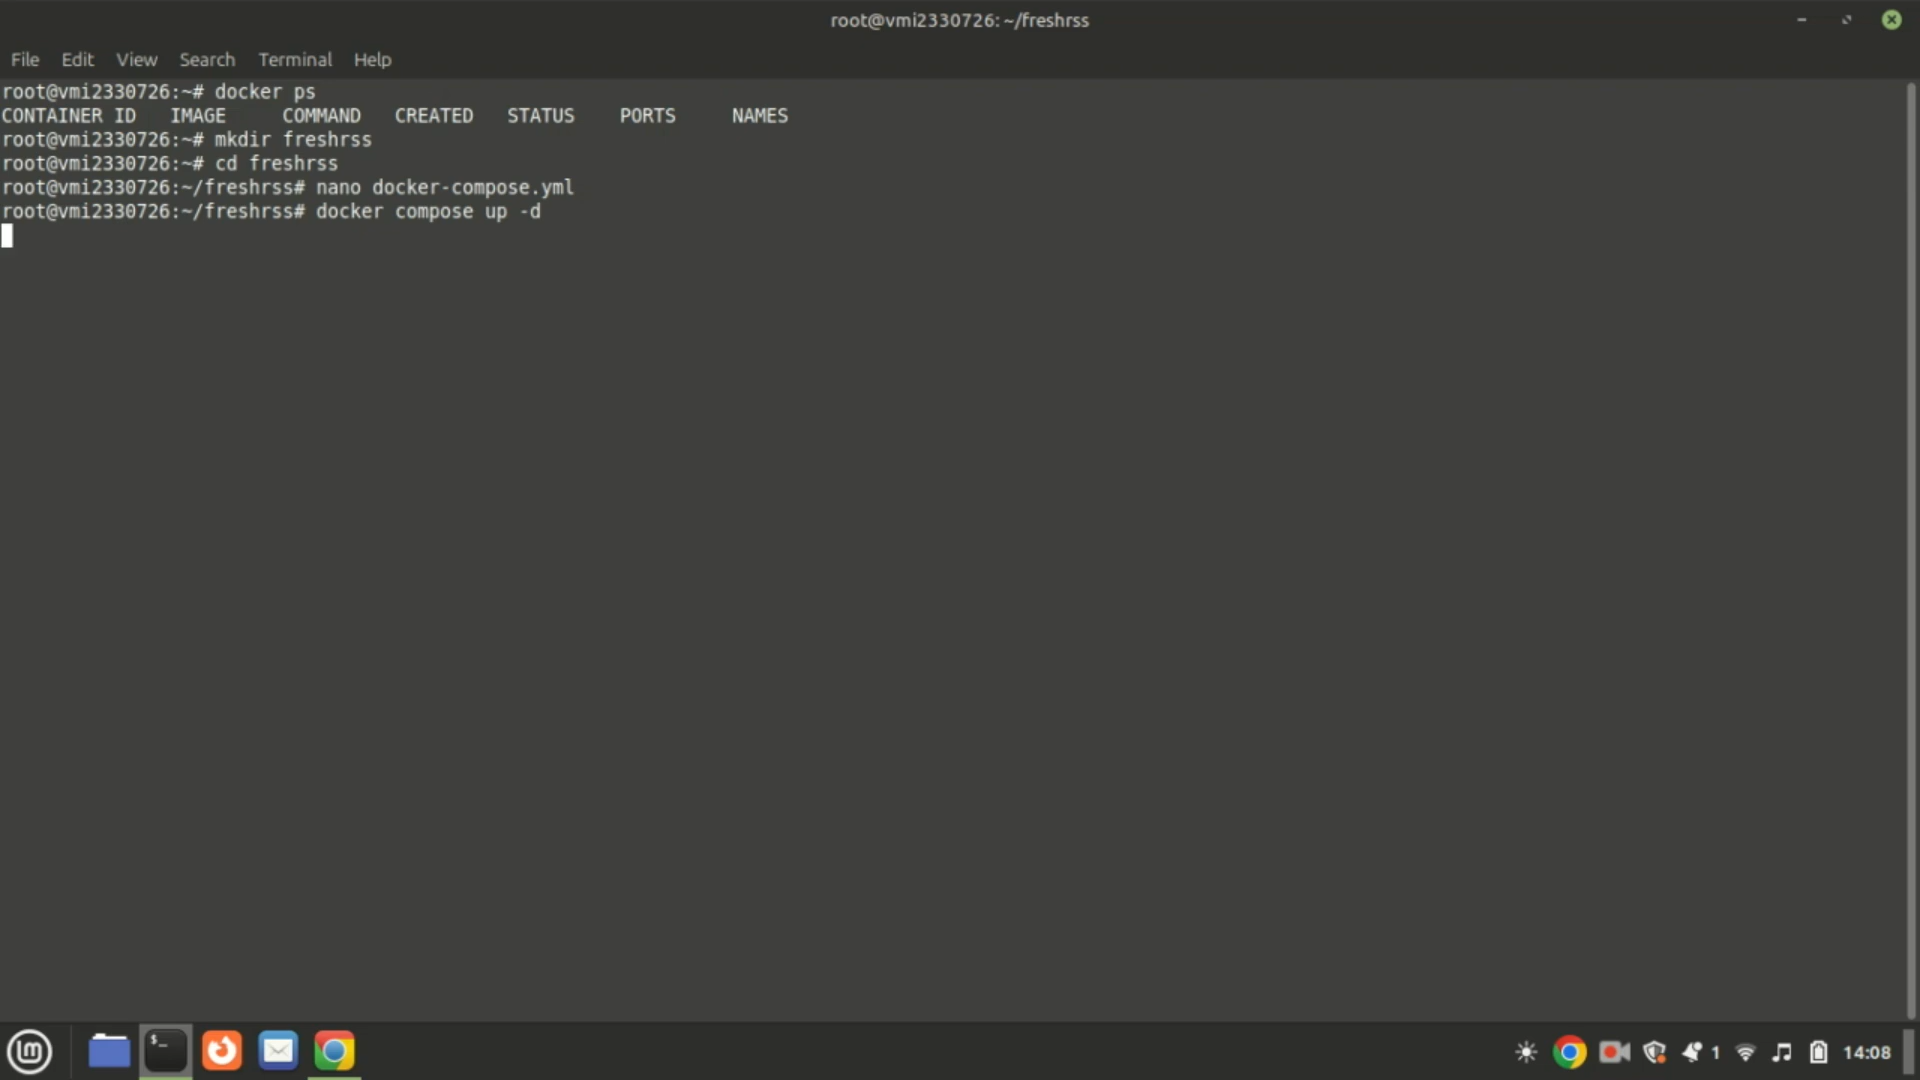 root@vmi2330726: ~/freshrss
File Edit View Search Terminal Help
root@vmi2330726:~# docker ps
CONTAINER ID   IMAGE     COMMAND   CREATED   STATUS    PORTS     NAMES
root@vmi2330726:~# mkdir freshrss
root@vmi2330726:~# cd freshrss
root@vmi2330726:~/freshrss# nano docker-compose.yml
root@vmi2330726:~/freshrss# docker compose up -d
$_
1 14:08